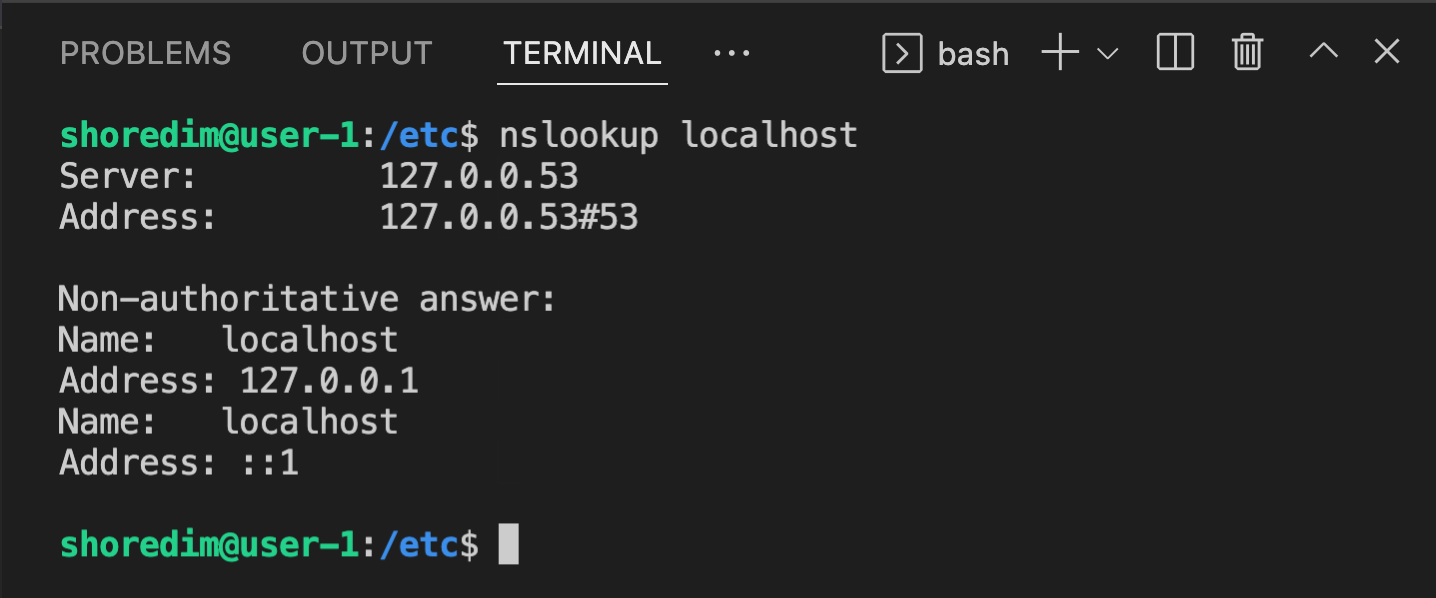 PROBLEMS OUTPUT TERMINAL ... bash
shoredim@user-1:/etc$ nslookup localhost
Server: 127.0.0.53
Address: 127.0.0.53#53
Non-authoritative answer:
Name: localhost
Address: 127.0.0.1
Name: localhost
Address: ::1
shoredim@user-1:/etc$